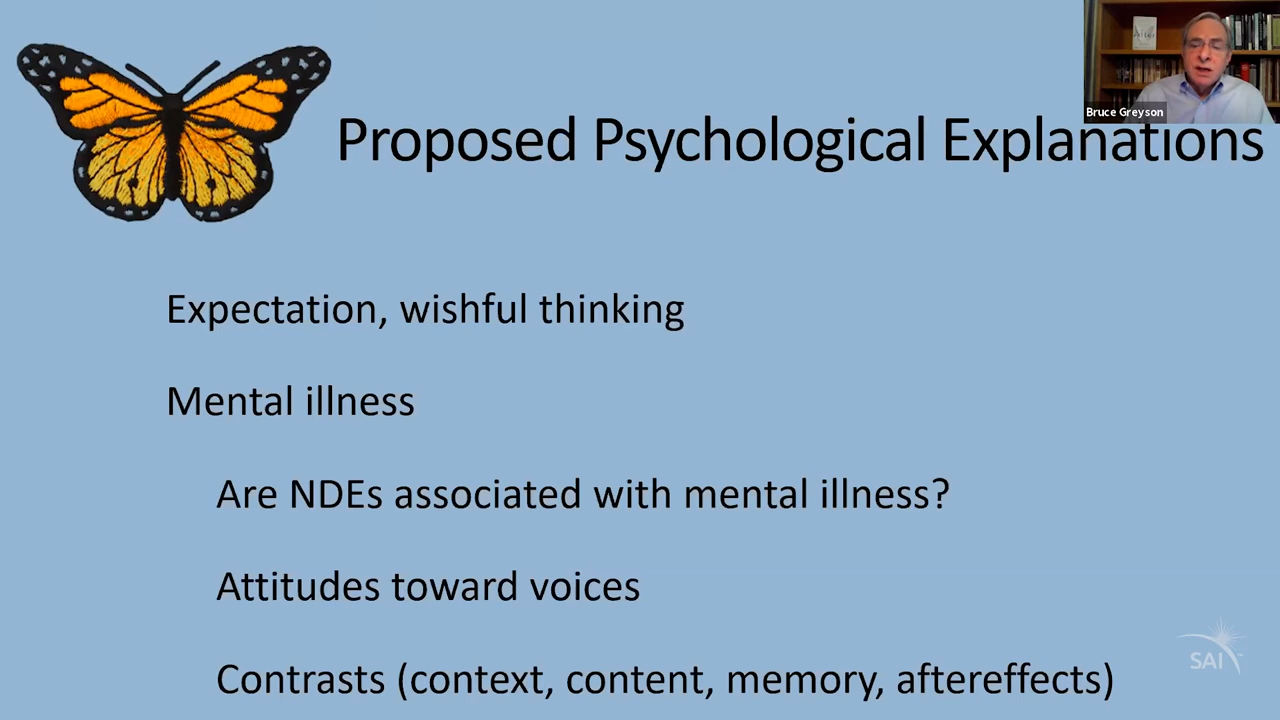 After
Bruce Greyson
Proposed Psychological Explanations
Expectation, wishful thinking
Mental illness
Are NDEs associated with mental illness?
Attitudes toward voices
Contrasts (context, content, memory, aftereffects)
SAI